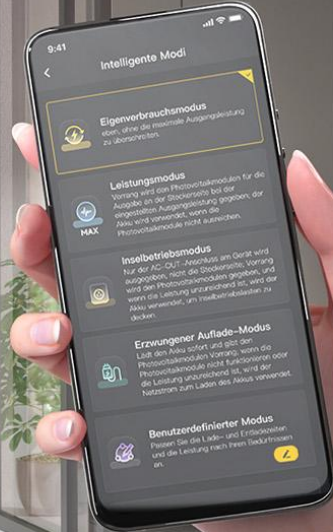 9:41
Intelligente Modi
Eigenverbrauchsmodus
eben, ohne die maximale Ausgangsleistung
zu überschreiten.
Leistungsmodus
Vorrang wird den Photovoltaikmodulen für die
Ausgabe an der Steckerseite bei der
eingestellten Ausgangsleistung gegeben; der
Akku wird verwendet, wenn die
Photovoltaikmodule nicht ausreichen.
MAX
Inselbetriebsmodus
Nur der AC-OUT-Anschluss am Gerät wird
ausgegeben, nicht die Steckerseite; Vorrang
wird den Photovoltaikmodulen gegeben, und
wenn die Leistung unzureichend ist, wird der
Akku verwendet, um Inselbetriebslasten zu
decken.
Erzwungener Auflade-Modus
Lädt den Akku sofort und gibt den
Photovoltaikmodulen Vorrang; wenn die
Photovoltaikmodule nicht funktionieren oder
die Leistung unzureichend ist, wird der
Netzstrom zum Laden des Akkus verwendet.
Benutzerdefinierter Modus
Passen Sie die Lade- und Entladezeiten
und die Leistung nach Ihren Bedürfnissen
an.